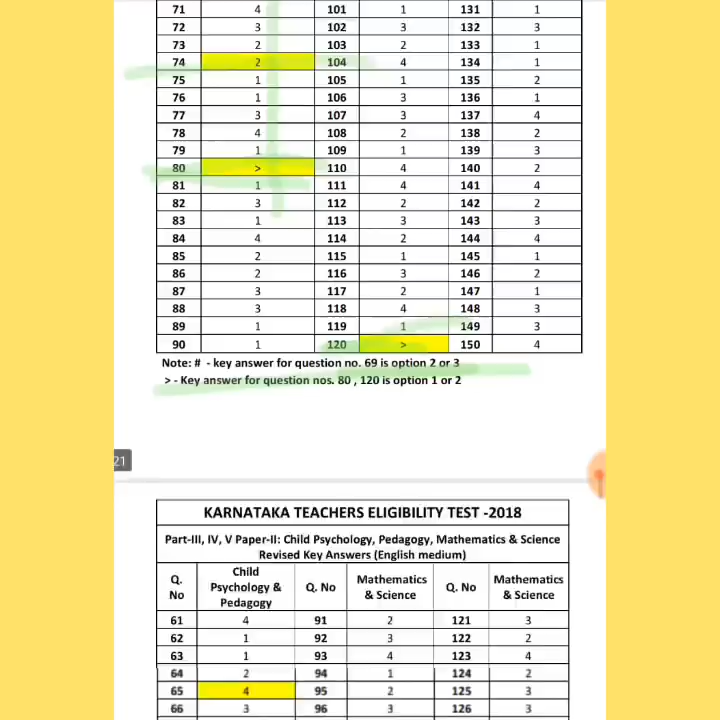 71 4 101 1 131 1
72 3 102 3 132 3
73 2 103 2 133 1
74 2 104 4 134 1
75 1 105 1 135 2
76 1 106 3 136 1
77 3 107 3 137 4
78 4 108 2 138 2
79 1 109 1 139 3
80 > 110 4 140 2
81 1 111 4 141 4
82 3 112 2 142 2
83 1 113 3 143 3
84 4 114 2 144 4
85 2 115 1 145 1
86 2 116 3 146 2
87 3 117 2 147 1
88 3 118 4 148 3
89 1 119 1 149 3
90 1 120 > 150 4
Note: # - key answer for question no. 69 is option 2 or 3
> - Key answer for question nos. 80 , 120 is option 1 or 2
21
KARNATAKA TEACHERS ELIGIBILITY TEST -2018
Part-III, IV, V Paper-II: Child Psychology, Pedagogy, Mathematics & Science
Revised Key Answers (English medium)
Q. No Child Psychology & Pedagogy Q. No Mathematics & Science Q. No Mathematics & Science
61 4 91 2 121 3
62 1 92 3 122 2
63 1 93 4 123 4
64 2 94 1 124 2
65 4 95 2 125 3
66 3 96 3 126 3